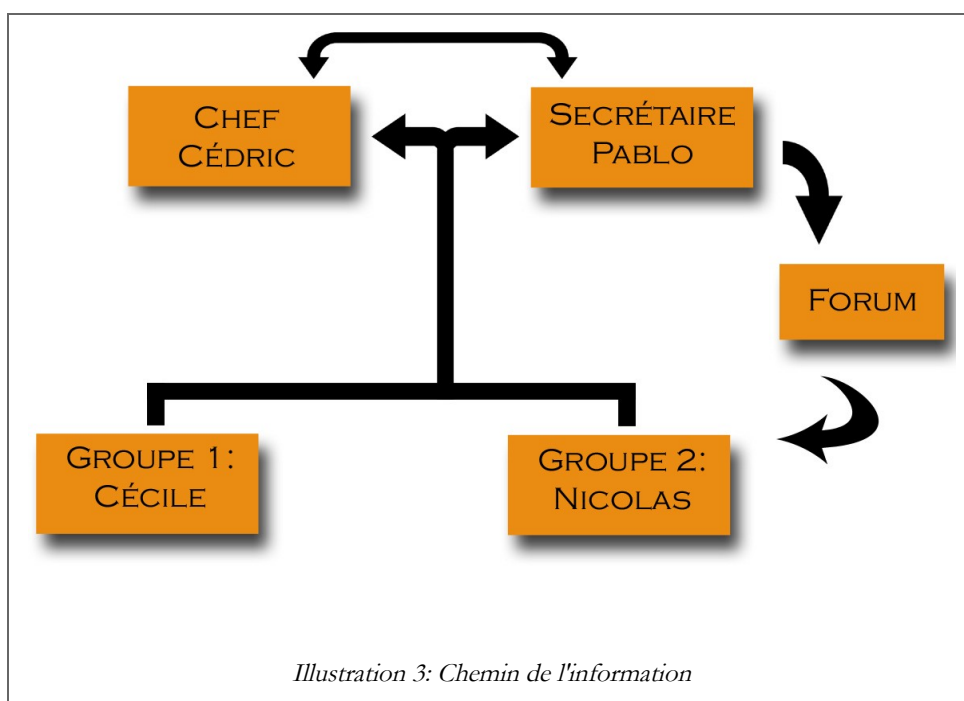 CHEF
CÉDRIC
SECRÉTAIRE
PABLO
FORUM
GROUPE 1:
CÉCILE
GROUPE 2:
NICOLAS
Illustration 3: Chemin de l'information